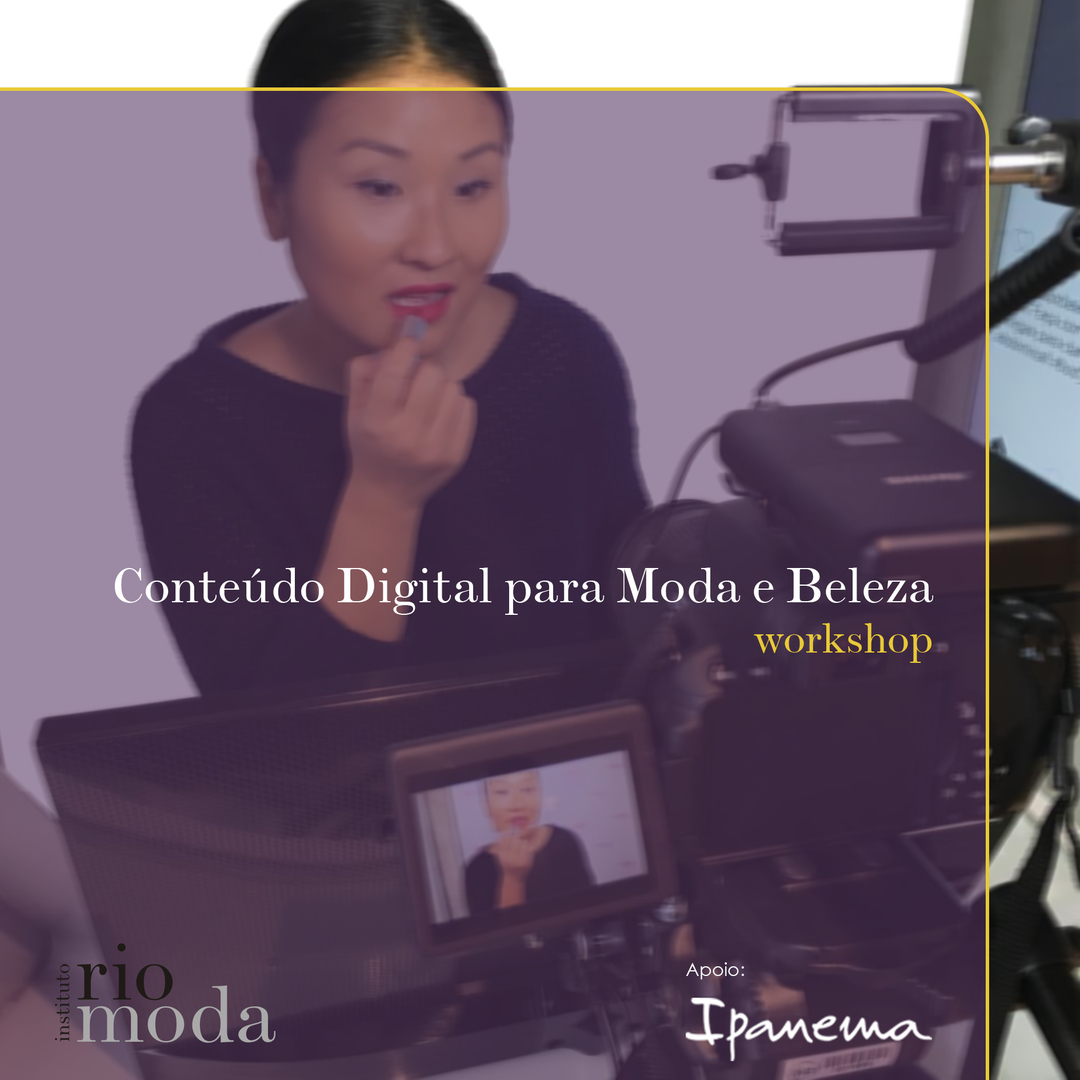 Conteúdo Digital para Moda e Beleza
workshop
instituto
rio
moda
Apoio:
Ipanema